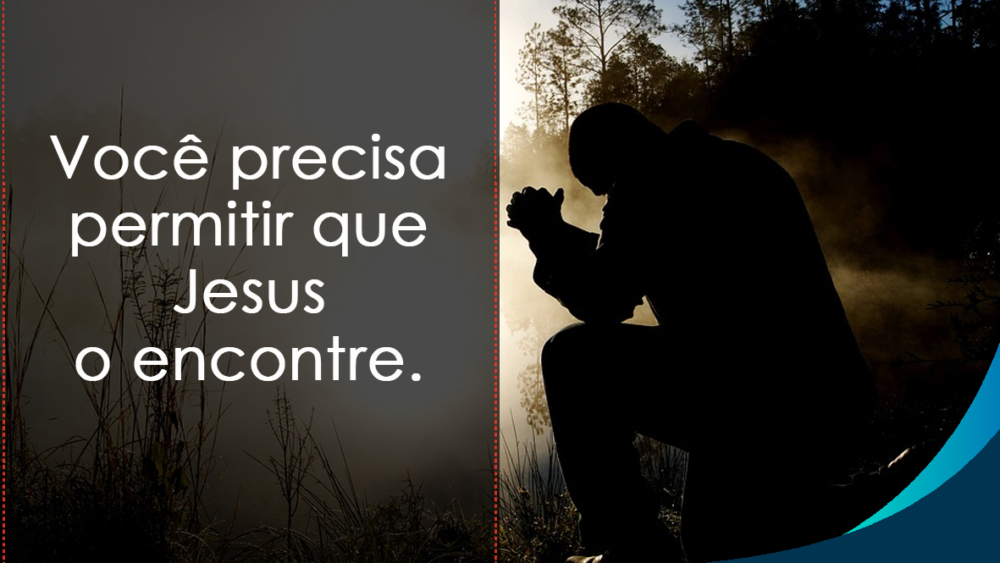 Você precisa
permitir que
Jesus
o encontre.